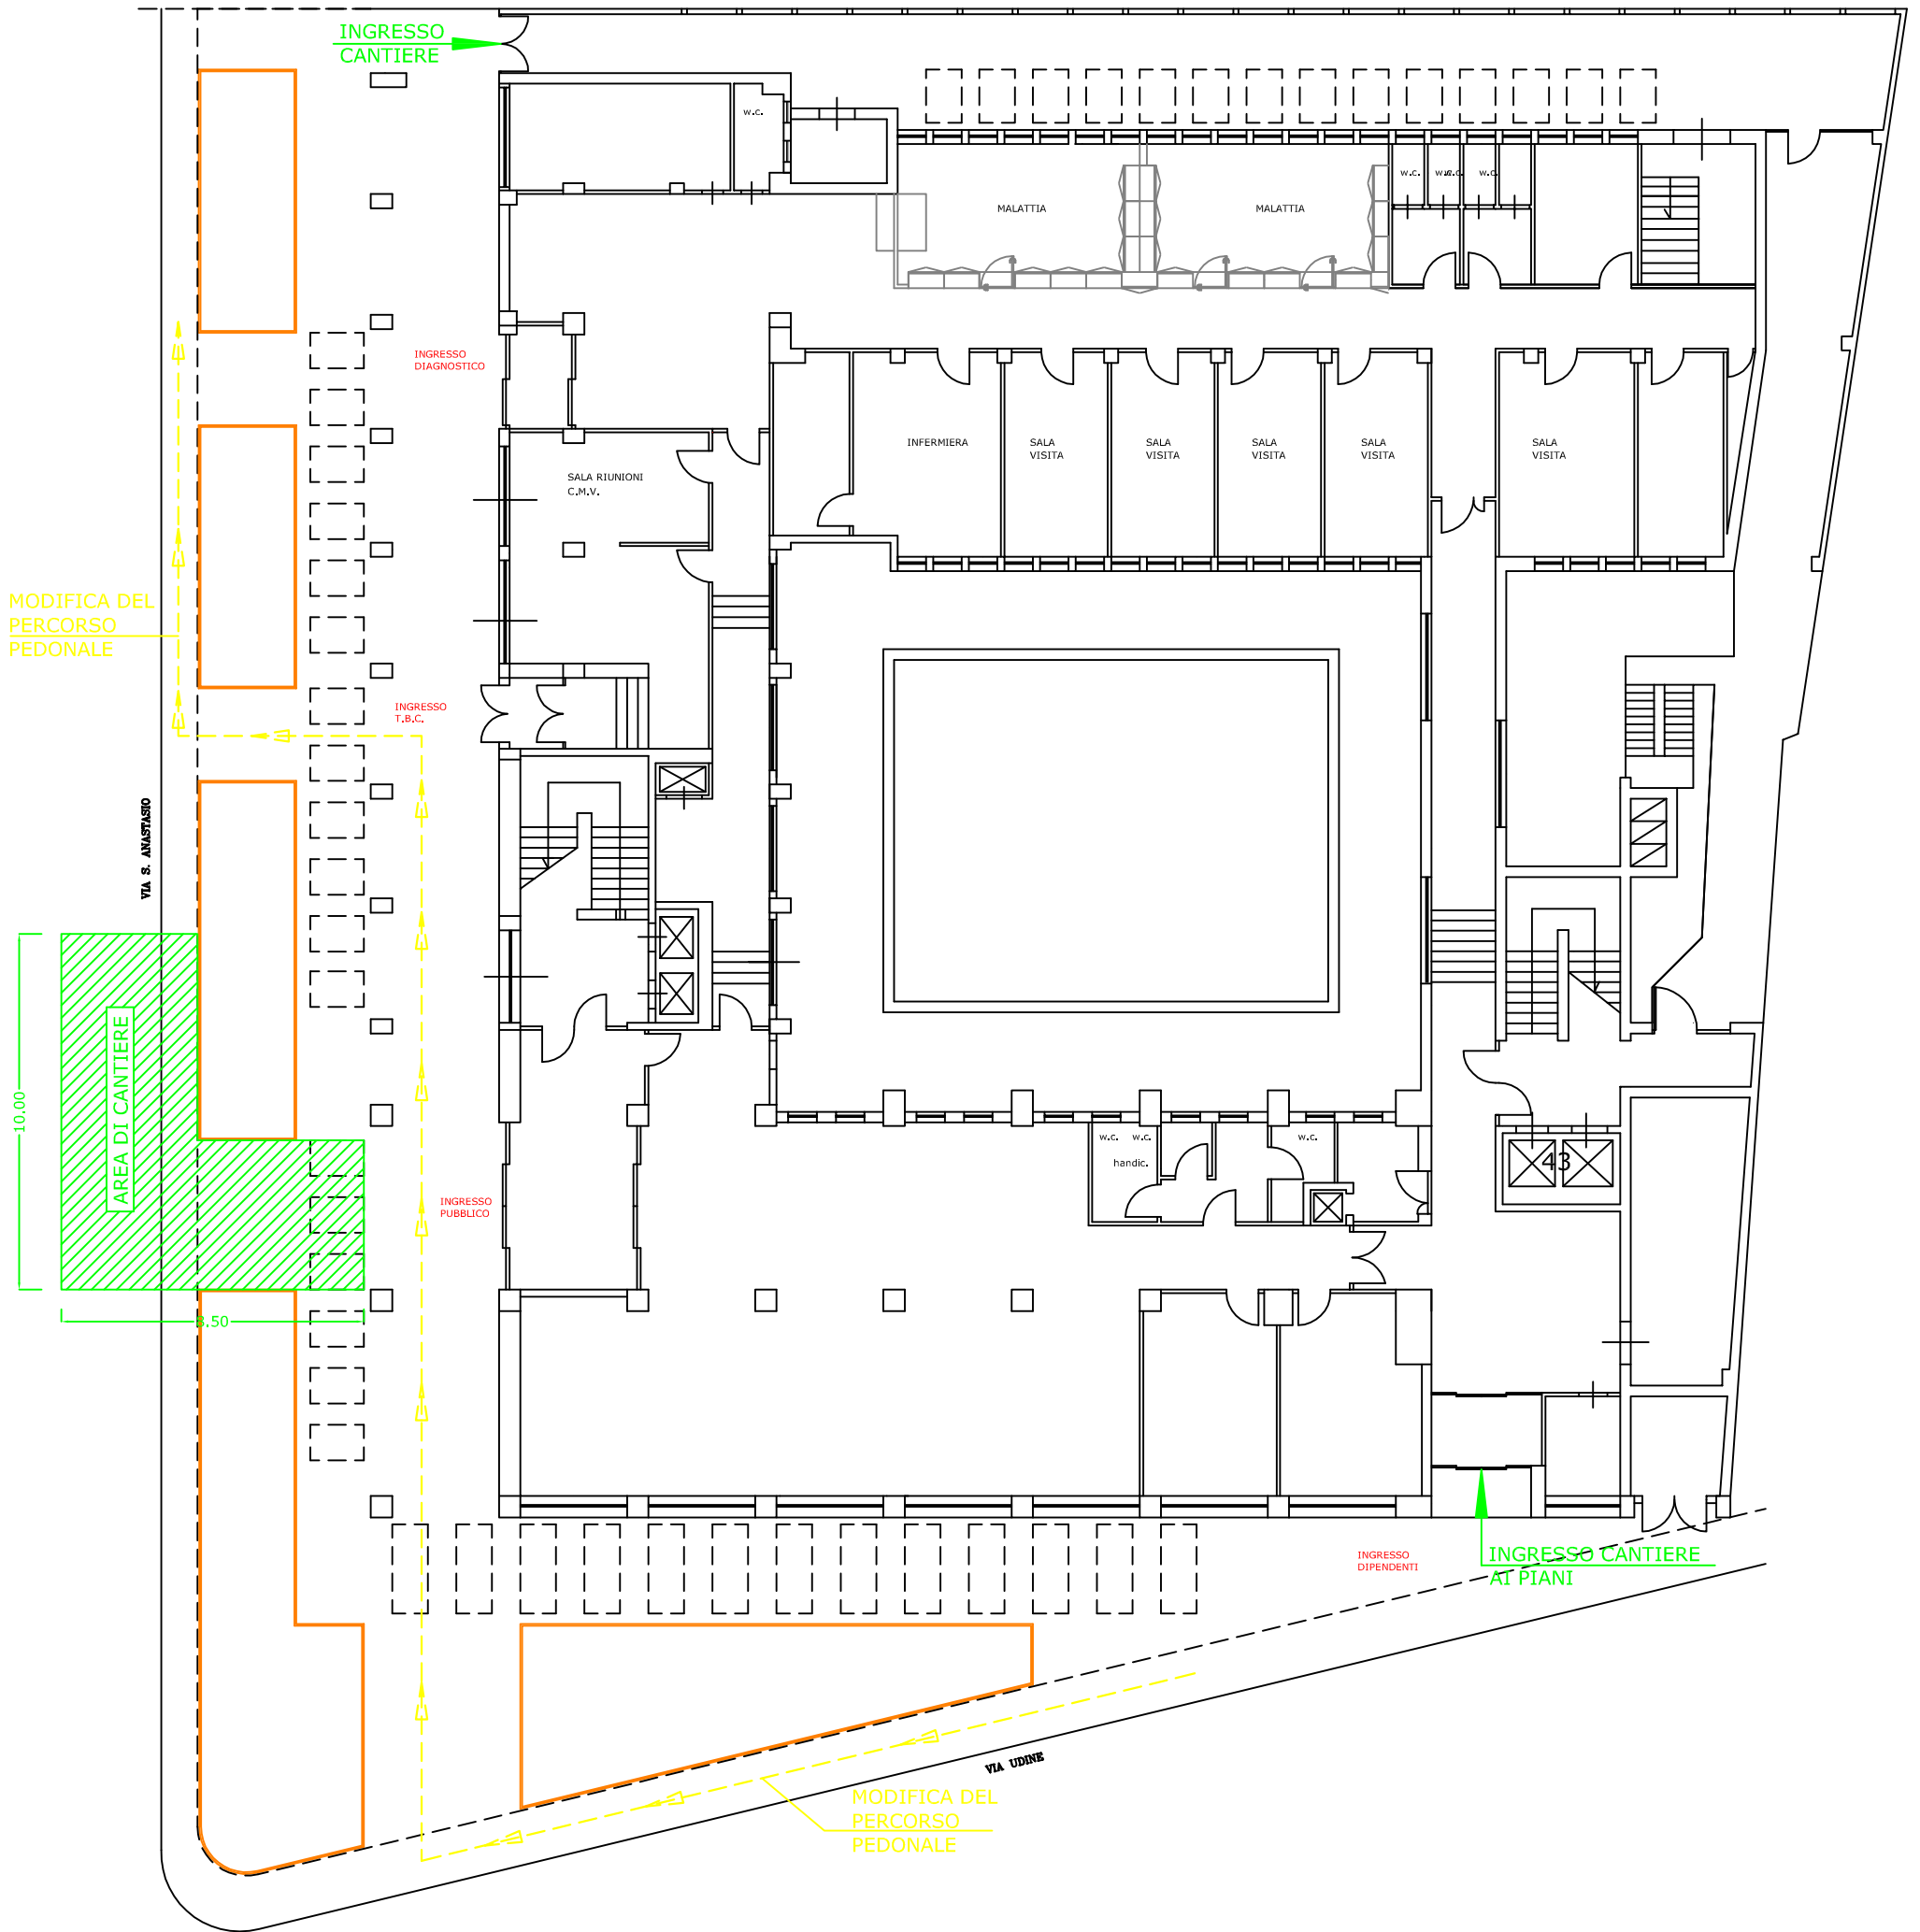 INGRESSO
CANTIERE
w.c.
MALATTIA
MALATTIA
w.c.
w.c.
w.c.
w.c.
INGRESSO
DIAGNOSTICO
INFERMIERA
SALA
VISITA
SALA
VISITA
SALA
VISITA
SALA
VISITA
SALA
VISITA
SALA RIUNIONI
C.M.V.
MODIFICA DEL
PERCORSO
PEDONALE
INGRESSO
T.B.C.
VIA S. ANASTASIO
AREA DI CANTIERE
10.00
8.50
INGRESSO
PUBBLICO
w.c.
w.c.
handic.
w.c.
43
INGRESSO
DIPENDENTI
INGRESSO CANTIERE
AI PIANI
VIA UDINE
MODIFICA DEL
PERCORSO
PEDONALE